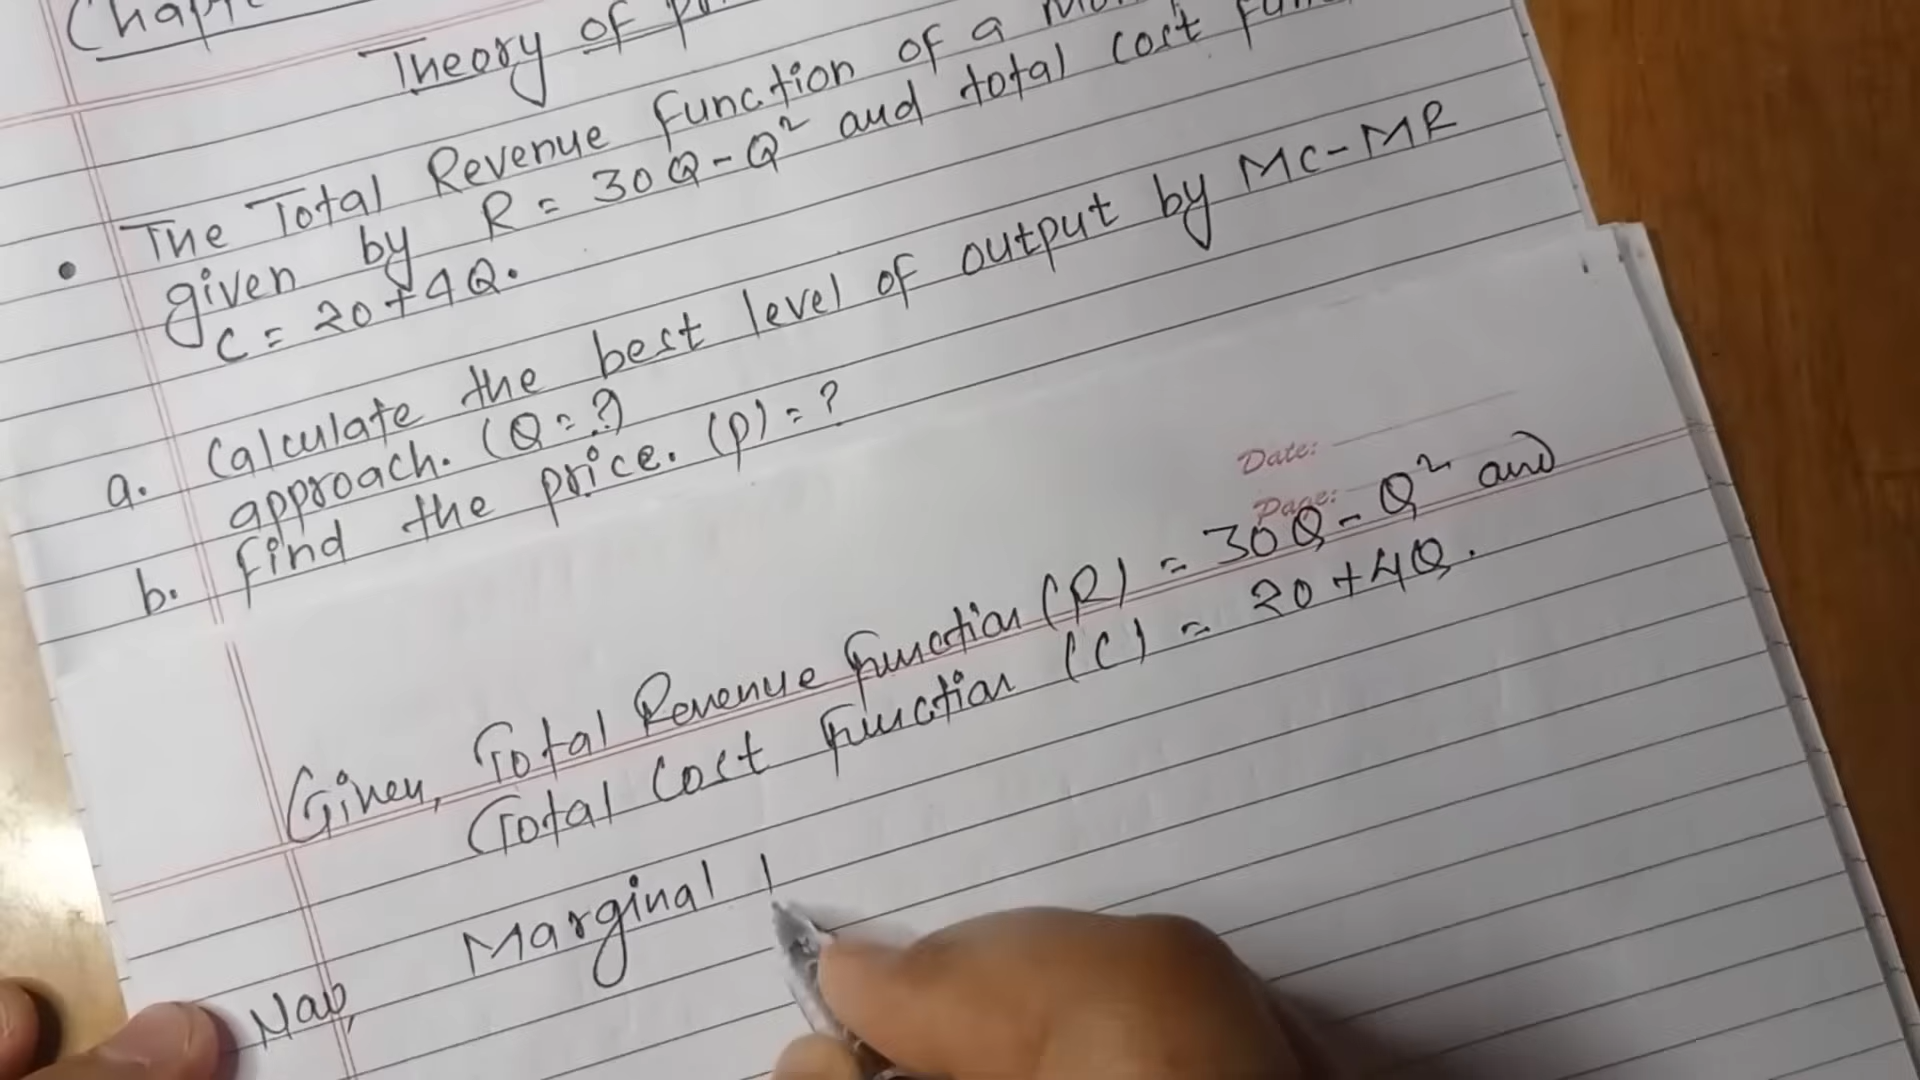 Theory of
The Total Revenue function of a
given by R = 30Q - Q² and total cost
C = 20 + 4Q.
a. Calculate the best level of output by MC-MR
approach. (Q = ?)
b. find the price. (p) = ?
Date:
Page:
Given, Total Revenue function (R) = 30Q - Q² and
Total Cost function (C) = 20 + 4Q.
Now, Marginal